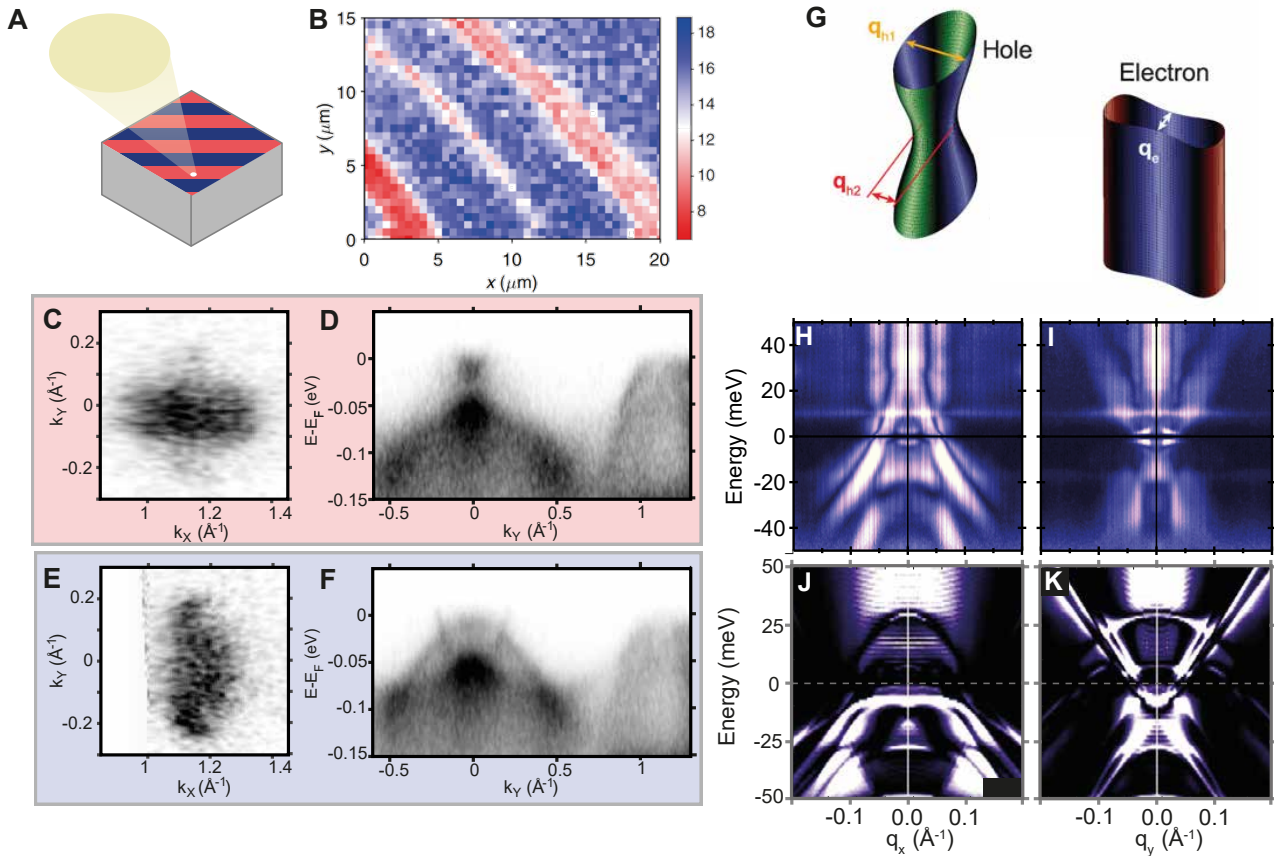 A
B
15
10
5
0
y (μm)
0
5
10
15
20
x (μm)
18
16
14
12
10
8
G
q_h1
Hole
q_h2
Electron
q_e
C
0.2
0
-0.2
k_Y (Å⁻¹)
1
1.2
1.4
k_X (Å⁻¹)
D
0
-0.05
-0.1
-0.15
E-E_F (eV)
-0.5
0
0.5
1
k_Y (Å⁻¹)
E
0.2
0
-0.2
k_Y (Å⁻¹)
1
1.2
1.4
k_X (Å⁻¹)
F
0
-0.05
-0.1
-0.15
E-E_F (eV)
-0.5
0
0.5
1
k_Y (Å⁻¹)
H
I
40
20
0
-20
-40
Energy (meV)
J
K
50
25
0
-25
-50
Energy (meV)
-0.1
0.0
0.1
q_x (Å⁻¹)
-0.1
0.0
0.1
q_y (Å⁻¹)